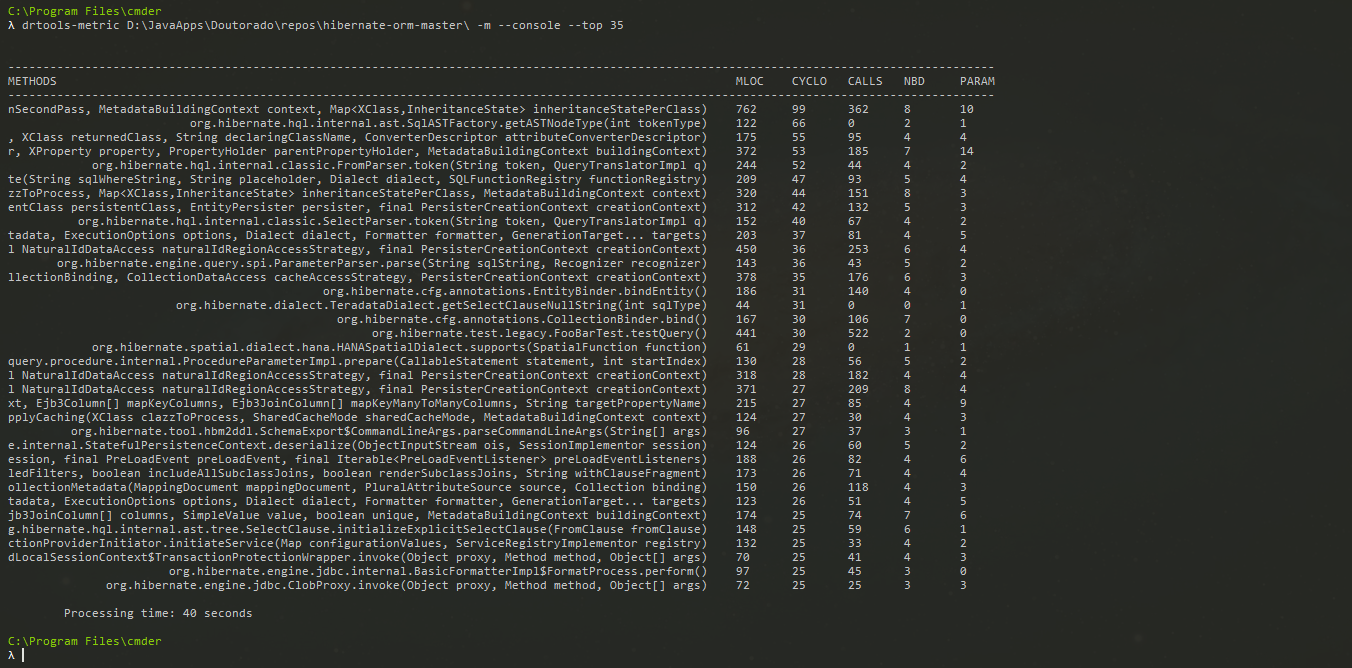 C:\Program Files\cmder
λ drtools-metric D:\JavaApps\Doutorado\repos\hibernate-orm-master\ -m --console --top 35
---------------------------------------------------------------------------------------------------------------------------------------------
METHODS MLOC CYCLO CALLS NBD PARAM
---------------------------------------------------------------------------------------------------------------------------------------------
nSecondPass, MetadataBuildingContext context, Map<XClass,InheritanceState> inheritanceStatePerClass) 762 99 362 8 10
org.hibernate.hql.internal.ast.SqlASTFactory.getASTNodeType(int tokenType) 122 66 0 2 1
, XClass returnedClass, String declaringClassName, ConverterDescriptor attributeConverterDescriptor) 175 55 95 4 4
r, XProperty property, PropertyHolder parentPropertyHolder, MetadataBuildingContext buildingContext) 372 53 185 7 14
org.hibernate.hql.internal.classic.FromParser.token(String token, QueryTranslatorImpl q) 244 52 44 4 2
te(String sqlWhereString, String placeholder, Dialect dialect, SQLFunctionRegistry functionRegistry) 209 47 93 5 4
zzToProcess, Map<XClass,InheritanceState> inheritanceStatePerClass, MetadataBuildingContext context) 320 44 151 8 3
entClass persistentClass, EntityPersister persister, final PersisterCreationContext creationContext) 312 42 132 5 3
org.hibernate.hql.internal.classic.SelectParser.token(String token, QueryTranslatorImpl q) 152 40 67 4 2
tadata, ExecutionOptions options, Dialect dialect, Formatter formatter, GenerationTarget... targets) 203 37 81 4 5
l NaturalIdDataAccess naturalIdRegionAccessStrategy, final PersisterCreationContext creationContext) 450 36 253 6 4
org.hibernate.engine.query.spi.ParameterParser.parse(String sqlString, Recognizer recognizer) 143 36 43 5 2
llectionBinding, CollectionDataAccess cacheAccessStrategy, PersisterCreationContext creationContext) 378 35 176 6 3
org.hibernate.cfg.annotations.EntityBinder.bindEntity() 186 31 140 4 0
org.hibernate.dialect.TeradataDialect.getSelectClauseNullString(int sqlType) 44 31 0 0 1
org.hibernate.cfg.annotations.CollectionBinder.bind() 167 30 106 7 0
org.hibernate.test.legacy.FooBarTest.testQuery() 441 30 522 2 0
org.hibernate.spatial.dialect.hana.HANASpatialDialect.supports(SpatialFunction function) 61 29 0 1 1
query.procedure.internal.ProcedureParameterImpl.prepare(CallableStatement statement, int startIndex) 130 28 56 5 2
l NaturalIdDataAccess naturalIdRegionAccessStrategy, final PersisterCreationContext creationContext) 318 28 182 4 4
l NaturalIdDataAccess naturalIdRegionAccessStrategy, final PersisterCreationContext creationContext) 371 27 209 8 4
xt, Ejb3Column[] mapKeyColumns, Ejb3JoinColumn[] mapKeyManyToManyColumns, String targetPropertyName) 215 27 85 4 9
pplyCaching(XClass clazzToProcess, SharedCacheMode sharedCacheMode, MetadataBuildingContext context) 124 27 30 4 3
org.hibernate.tool.hbm2ddl.SchemaExport$CommandLineArgs.parseCommandLineArgs(String[] args) 96 27 37 3 1
e.internal.StatefulPersistenceContext.deserialize(ObjectInputStream ois, SessionImplementor session) 124 26 60 5 2
ession, final PreLoadEvent preLoadEvent, final Iterable<PreLoadEventListener> preLoadEventListeners) 188 26 82 4 6
ledFilters, boolean includeAllSubclassJoins, boolean renderSubclassJoins, String withClauseFragment) 173 26 71 4 4
ollectionMetadata(MappingDocument mappingDocument, PluralAttributeSource source, Collection binding) 150 26 118 4 3
tadata, ExecutionOptions options, Dialect dialect, Formatter formatter, GenerationTarget... targets) 123 26 51 4 5
jb3JoinColumn[] columns, SimpleValue value, boolean unique, MetadataBuildingContext buildingContext) 174 25 74 7 6
g.hibernate.hql.internal.ast.tree.SelectClause.initializeExplicitSelectClause(FromClause fromClause) 148 25 59 6 1
ctionProviderInitiator.initiateService(Map configurationValues, ServiceRegistryImplementor registry) 132 25 33 4 2
dLocalSessionContext$TransactionProtectionWrapper.invoke(Object proxy, Method method, Object[] args) 70 25 41 4 3
org.hibernate.engine.jdbc.internal.BasicFormatterImpl$FormatProcess.perform() 97 25 45 3 0
org.hibernate.engine.jdbc.ClobProxy.invoke(Object proxy, Method method, Object[] args) 72 25 25 3 3
Processing time: 40 seconds
C:\Program Files\cmder
λ